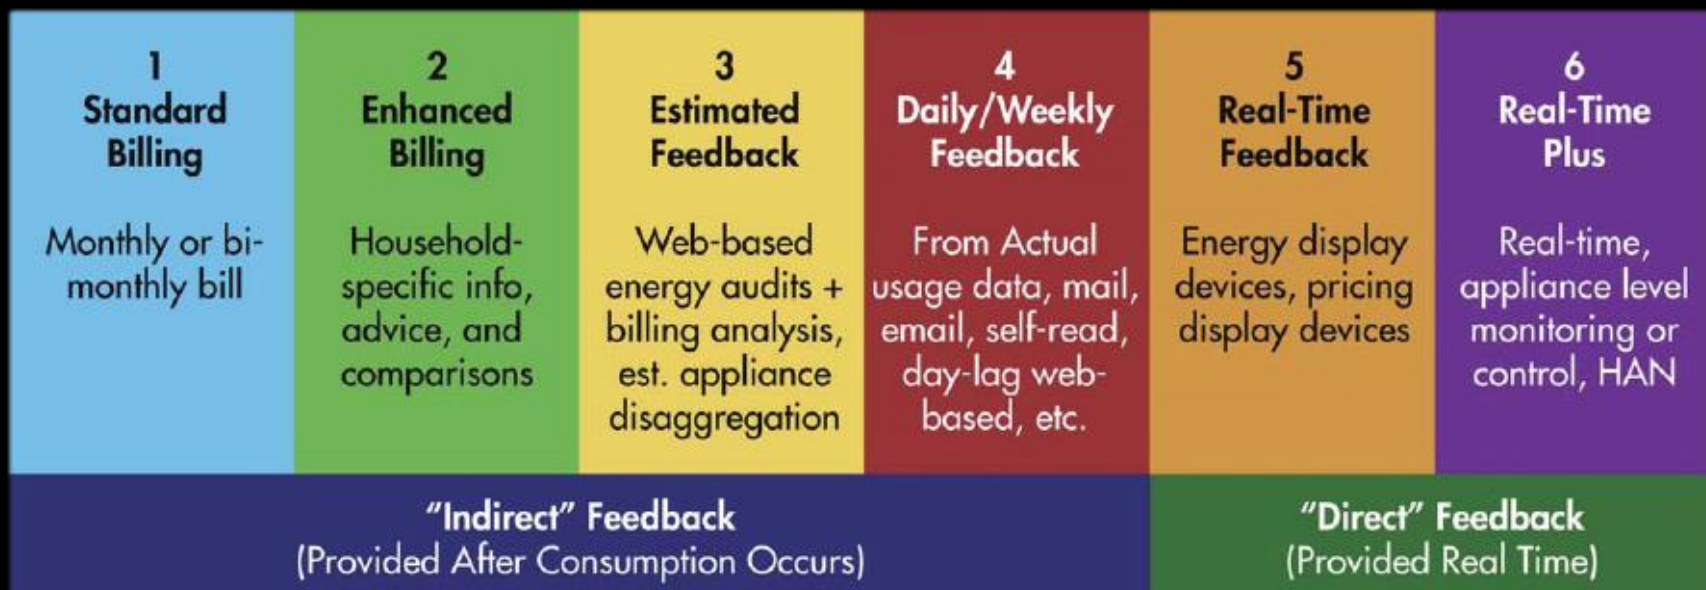 1
Standard
Billing
Monthly or bi-
monthly bill
2
Enhanced
Billing
Household-
specific info,
advice, and
comparisons
3
Estimated
Feedback
Web-based
energy audits +
billing analysis,
est. appliance
disaggregation
4
Daily/Weekly
Feedback
From Actual
usage data, mail,
email, self-read,
day-lag web-
based, etc.
5
Real-Time
Feedback
Energy display
devices, pricing
display devices
6
Real-Time
Plus
Real-time,
appliance level
monitoring or
control, HAN
“Indirect” Feedback
(Provided After Consumption Occurs)
“Direct” Feedback
(Provided Real Time)